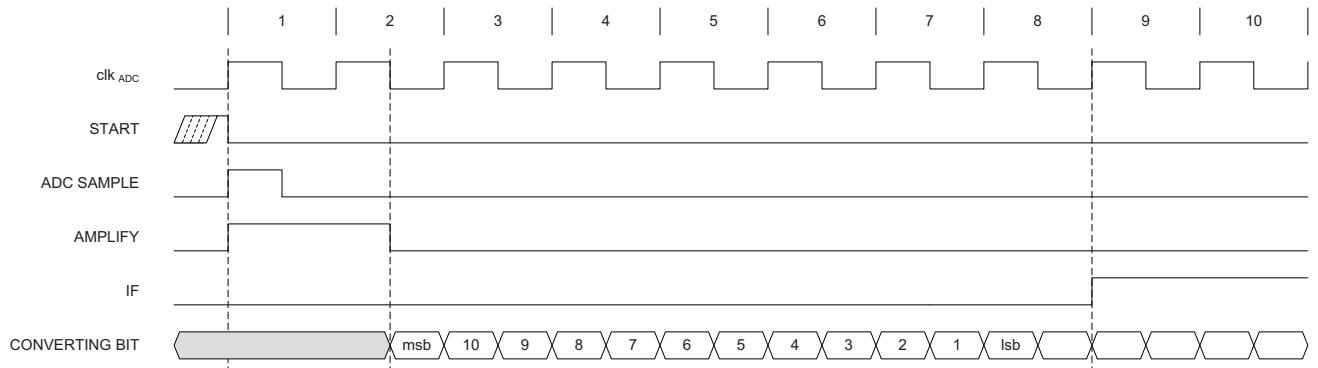 1 2 3 4 5 6 7 8 9 10
clk ADC
START
ADC SAMPLE
AMPLIFY
IF
CONVERTING BIT msb 10 9 8 7 6 5 4 3 2 1 lsb